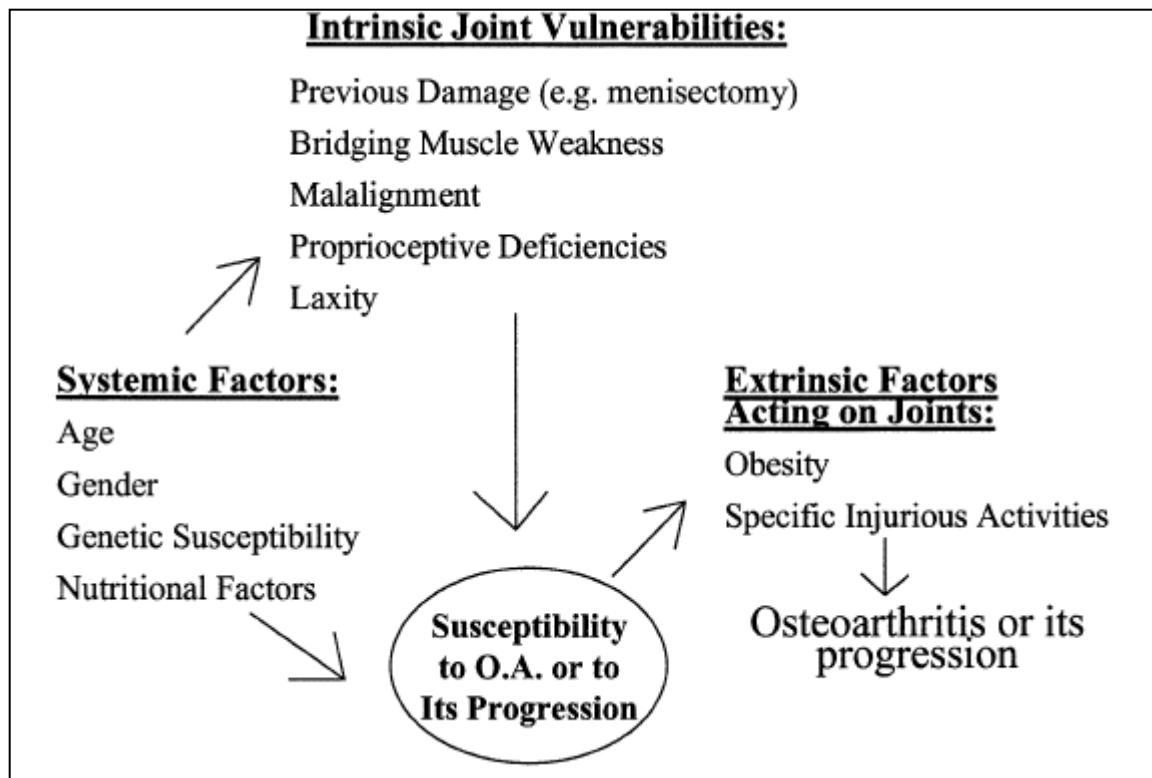 Intrinsic Joint Vulnerabilities:
Previous Damage (e.g. menisectomy)
Bridging Muscle Weakness
Malalignment
Proprioceptive Deficiencies
Laxity
Systemic Factors:
Age
Gender
Genetic Susceptibility
Nutritional Factors
Susceptibility
to O.A. or to
Its Progression
Extrinsic Factors
Acting on Joints:
Obesity
Specific Injurious Activities
Osteoarthritis or its
progression